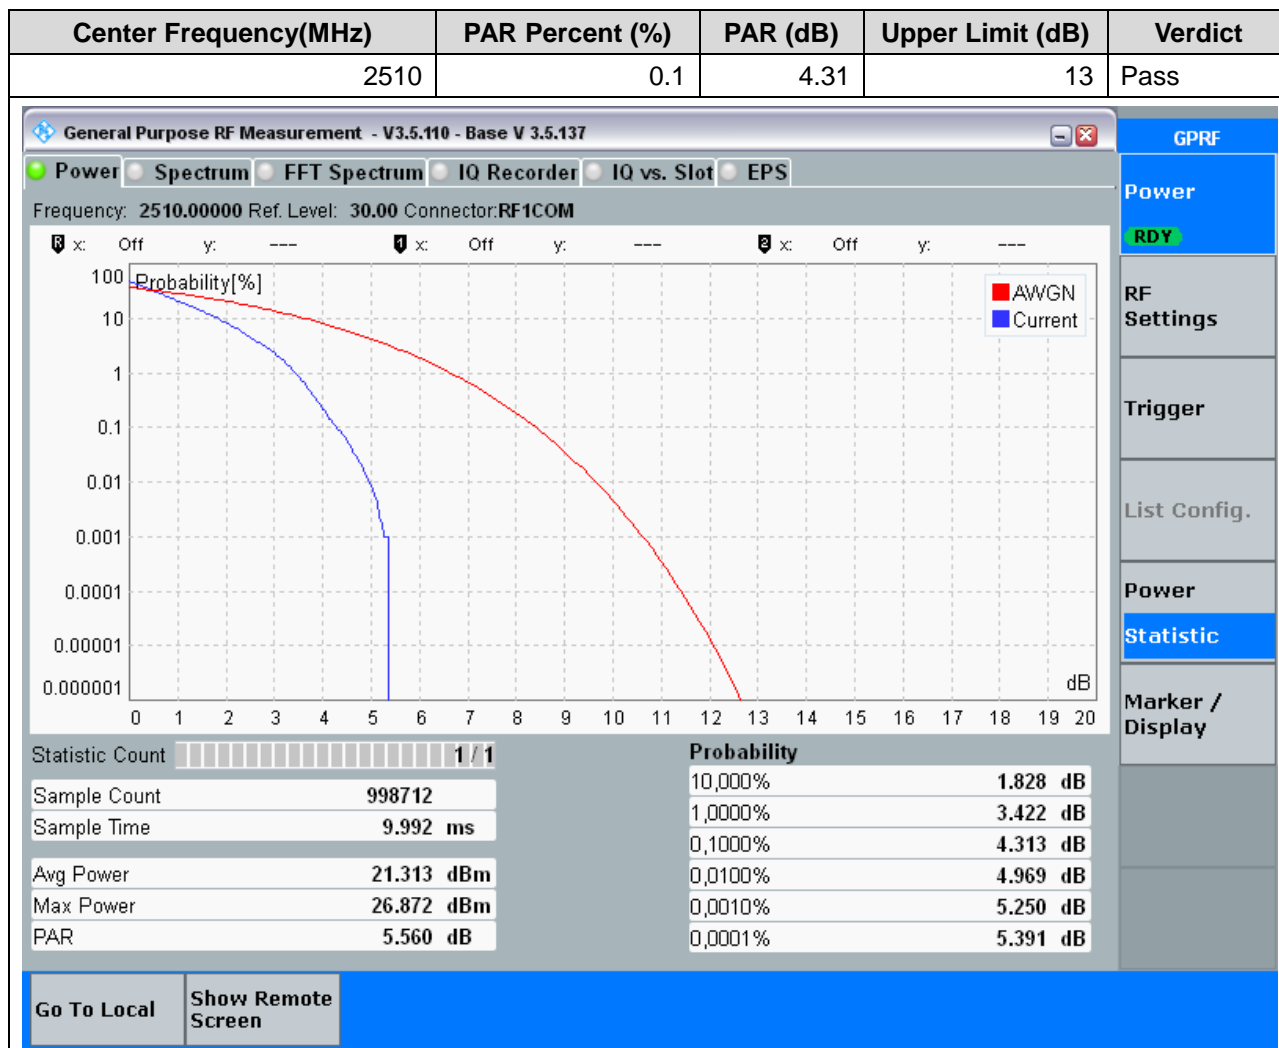 Center Frequency(MHz) PAR Percent (%) PAR (dB) Upper Limit (dB) Verdict
2510 0.1 4.31 13 Pass
General Purpose RF Measurement - V3.5.110 - Base V 3.5.137
GPRF
Power Spectrum FFT Spectrum IQ Recorder IQ vs. Slot EPS
Frequency: 2510.00000 Ref. Level: 30.00 Connector:RF1COM
R x: Off y: --- 1 x: Off y: --- 2 x: Off y: ---
Probability[%]
100
10
1
0.1
0.01
0.001
0.0001
0.00001
0.000001
AWGN
Current
dB
0 1 2 3 4 5 6 7 8 9 10 11 12 13 14 15 16 17 18 19 20
Statistic Count 1 / 1
Sample Count 998712
Sample Time 9.992 ms
Avg Power 21.313 dBm
Max Power 26.872 dBm
PAR 5.560 dB
Probability
10,000% 1.828 dB
1,0000% 3.422 dB
0,1000% 4.313 dB
0,0100% 4.969 dB
0,0010% 5.250 dB
0,0001% 5.391 dB
Power
RDY
RF
Settings
Trigger
List Config.
Power
Statistic
Marker /
Display
Go To Local
Show Remote
Screen